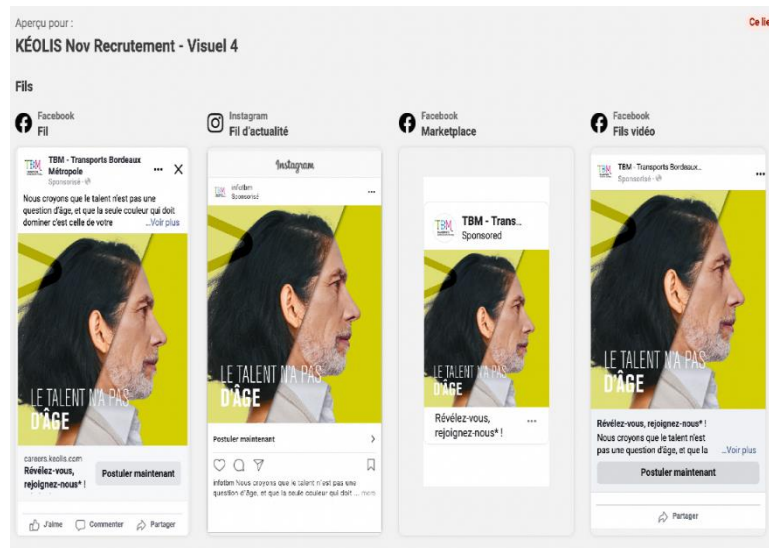 Aperçu pour :
Ce lie
KÉOLIS Nov Recrutement - Visuel 4
Fils
Facebook
Fil
TBM - Transports Bordeaux
Métropole
Sponsorisé
Nous croyons que le talent n'est pas une
question d'âge, et que la seule couleur qui doit
dominer c'est celle de votre ...Voir plus
LE TALENT N'A PAS
D'ÂGE
careers.keolis.com
Révélez-vous,
rejoignez-nous* !
Postuler maintenant
J'aime Commenter Partager
Instagram
Fil d'actualité
Instagram
TBM
infotbm
Sponsorisé
LE TALENT N'A PAS
D'ÂGE
Postuler maintenant
infotbm Nous croyons que le talent n'est pas une
question d'âge, et que la seule couleur qui doit ... more
Facebook
Marketplace
TBM
TBM - Trans...
Sponsored
LE TALENT N'A PAS
D'ÂGE
Révélez-vous,
rejoignez-nous* !
Facebook
Fils vidéo
TBM
TBM - Transports Bordeaux...
Sponsorisé
LE TALENT N'A PAS
D'ÂGE
Révélez-vous, rejoignez-nous* !
Nous croyons que le talent n'est
pas une question d'âge, et que la ...Voir plus
Postuler maintenant
Partager